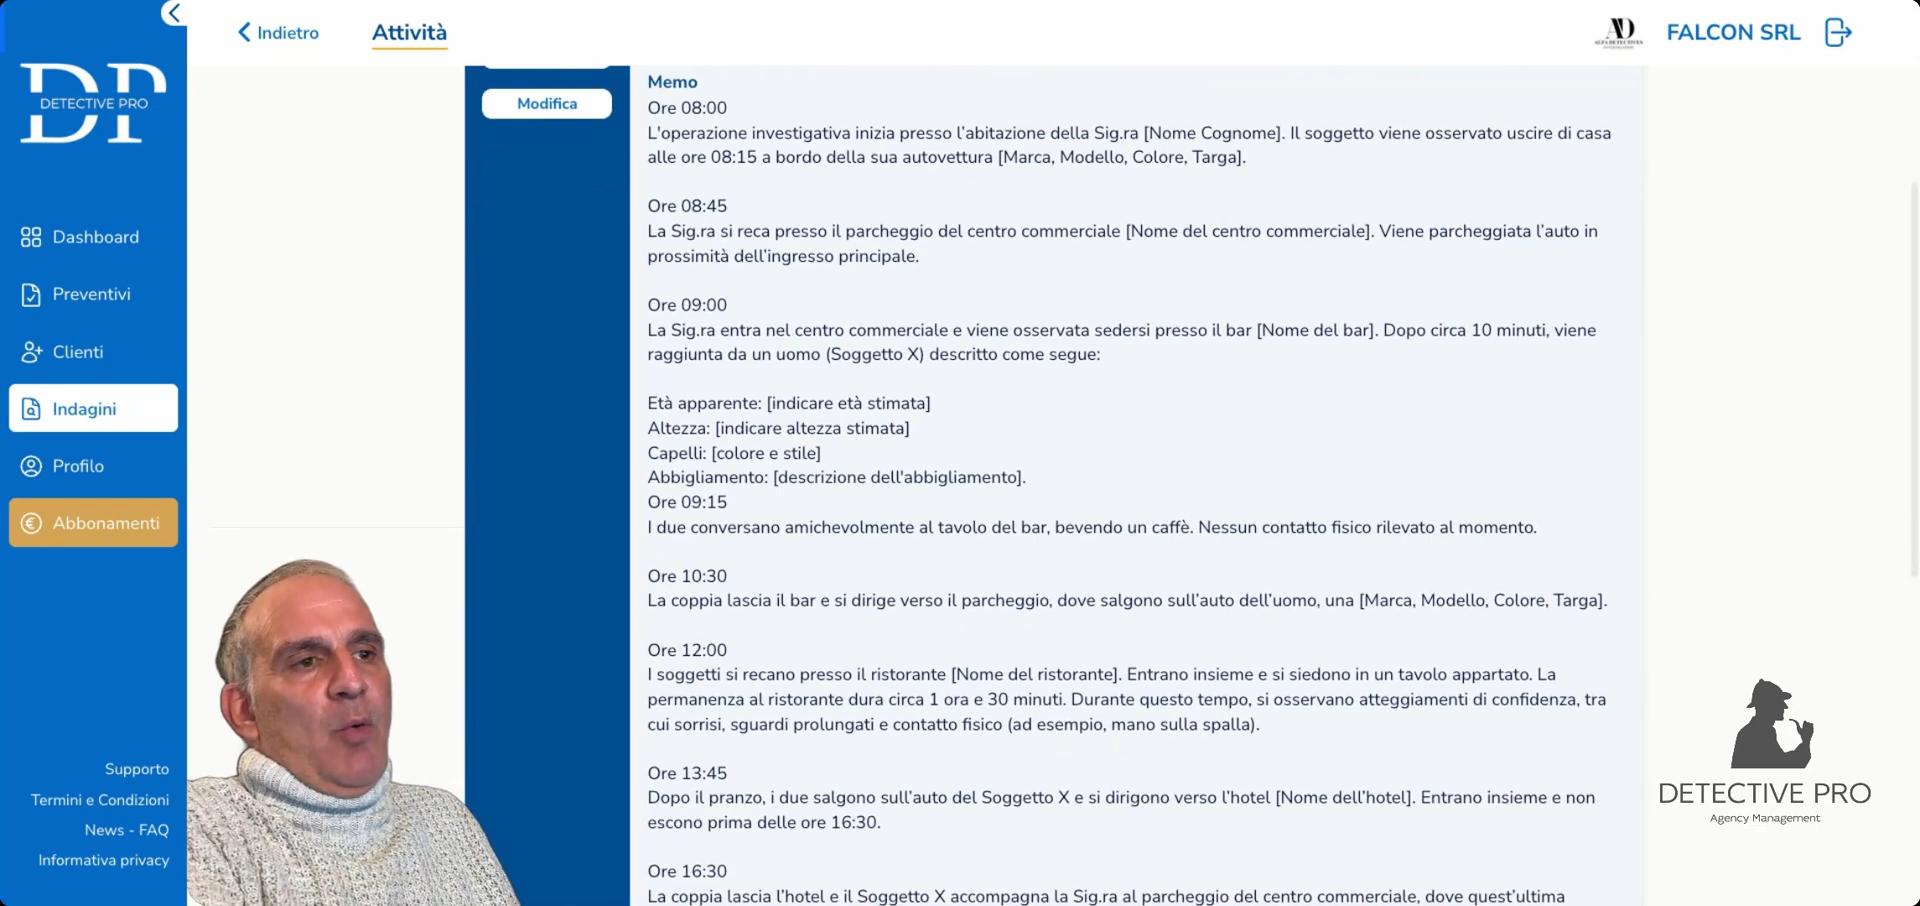 Indietro
Attività
AD
FALCON SRL
DP
DETECTIVE PRO
Dashboard
Preventivi
Clienti
Indagini
Profilo
Abbonamenti
Supporto
Termini e Condizioni
News - FAQ
Informativa privacy
Modifica
Memo
Ore 08:00
L'operazione investigativa inizia presso l’abitazione della Sig.ra [Nome Cognome]. Il soggetto viene osservato uscire di casa
alle ore 08:15 a bordo della sua autovettura [Marca, Modello, Colore, Targa].
Ore 08:45
La Sig.ra si reca presso il parcheggio del centro commerciale [Nome del centro commerciale]. Viene parcheggiata l’auto in
prossimità dell’ingresso principale.
Ore 09:00
La Sig.ra entra nel centro commerciale e viene osservata sedersi presso il bar [Nome del bar]. Dopo circa 10 minuti, viene
raggiunta da un uomo (Soggetto X) descritto come segue:
Età apparente: [indicare età stimata]
Altezza: [indicare altezza stimata]
Capelli: [colore e stile]
Abbigliamento: [descrizione dell'abbigliamento].
Ore 09:15
I due conversano amichevolmente al tavolo del bar, bevendo un caffè. Nessun contatto fisico rilevato al momento.
Ore 10:30
La coppia lascia il bar e si dirige verso il parcheggio, dove salgono sull’auto dell’uomo, una [Marca, Modello, Colore, Targa].
Ore 12:00
I soggetti si recano presso il ristorante [Nome del ristorante]. Entrano insieme e si siedono in un tavolo appartato. La
permanenza al ristorante dura circa 1 ora e 30 minuti. Durante questo tempo, si osservano atteggiamenti di confidenza, tra
cui sorrisi, sguardi prolungati e contatto fisico (ad esempio, mano sulla spalla).
Ore 13:45
Dopo il pranzo, i due salgono sull’auto del Soggetto X e si dirigono verso l’hotel [Nome dell’hotel]. Entrano insieme e non
escono prima delle ore 16:30.
Ore 16:30
La coppia lascia l’hotel e il Soggetto X accompagna la Sig.ra al parcheggio del centro commerciale, dove quest’ultima
DETECTIVE PRO
Agency Management